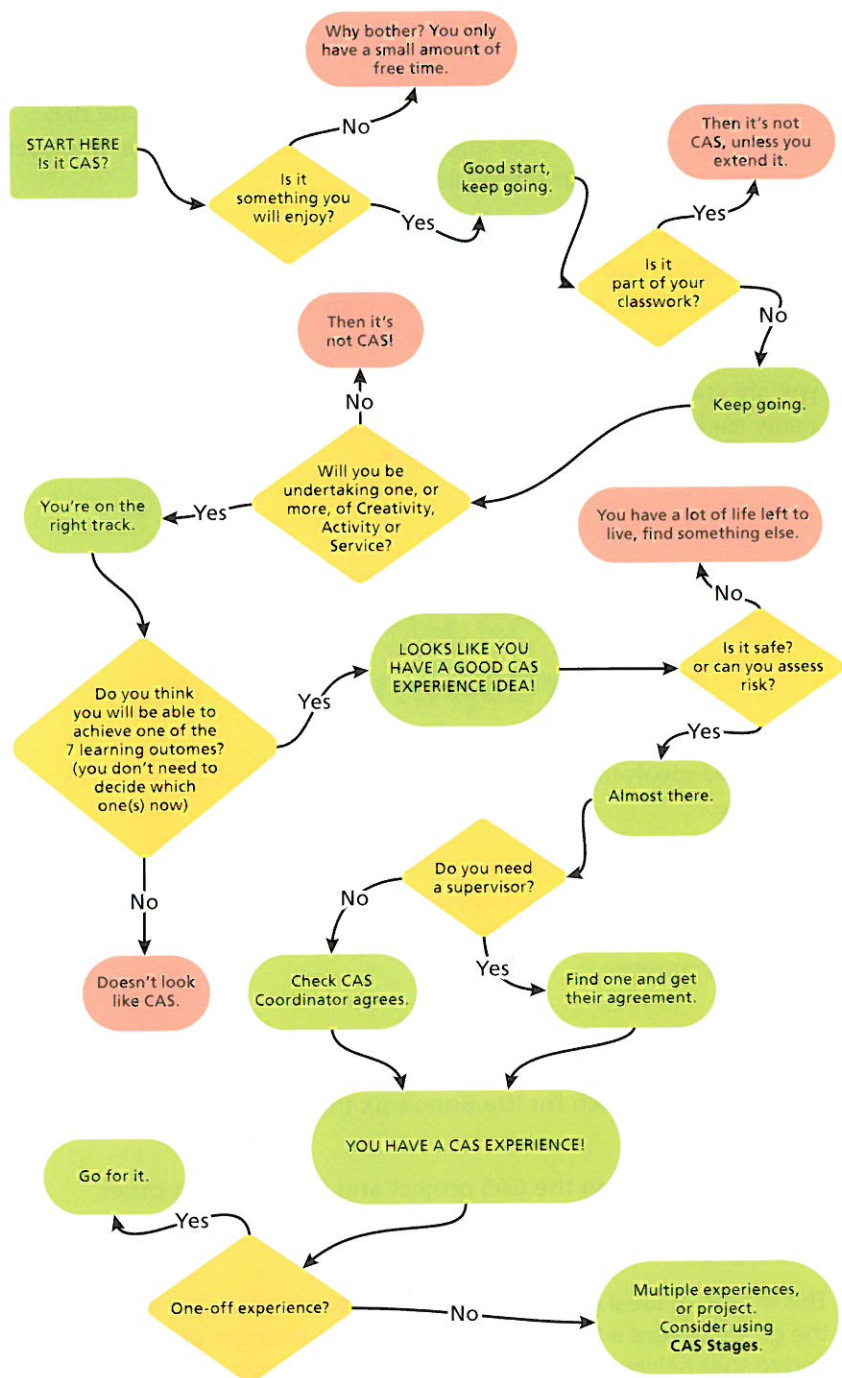 Why bother? You only
have a small amount of
free time.
START HERE
Is it CAS?
No
Then it's not
CAS, unless you
extend it.
Is it
something you
will enjoy?
Good start,
keep going.
Yes
Yes
Is it
part of your
classwork?
Then it's
not CAS!
No
No
Keep going.
You're on the
right track.
Yes
Will you be
undertaking one, or
more, of Creativity,
Activity or
Service?
You have a lot of life left to
live, find something else.
No
LOOKS LIKE YOU
HAVE A GOOD CAS
EXPERIENCE IDEA!
Is it safe?
or can you assess
risk?
Do you think
you will be able to
achieve one of the
7 learning outomes?
(you don't need to
decide which
one(s) now)
Yes
Yes
Almost there.
Do you need
a supervisor?
No
No
Yes
Doesn't look
like CAS.
Check CAS
Coordinator agrees.
Find one and get
their agreement.
YOU HAVE A CAS EXPERIENCE!
Go for it.
Yes
One-off experience?
No
Multiple experiences,
or project.
Consider using
CAS Stages.